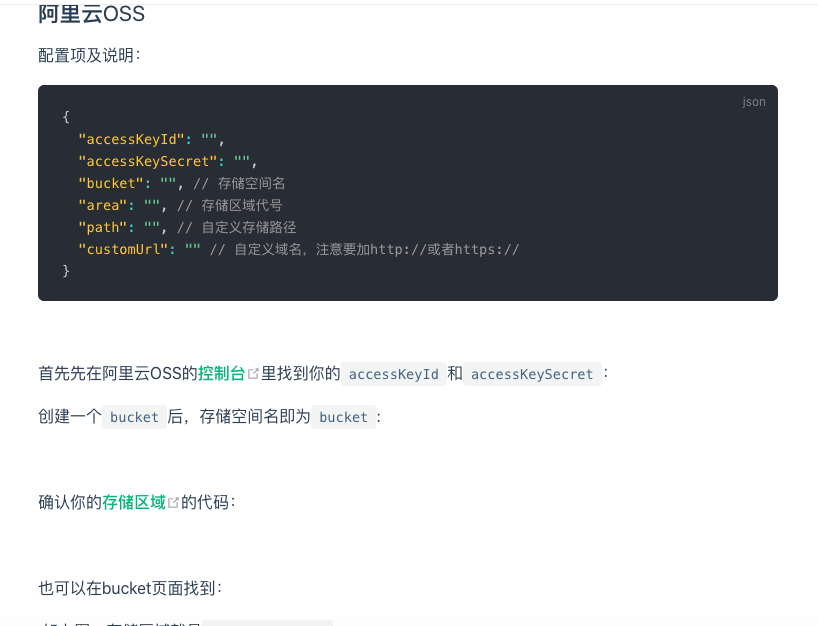 阿里云OSS
配置项及说明：
json
{
"accessKeyId": "",
"accessKeySecret": "",
"bucket": "", // 存储空间名
"area": "", // 存储区域代号
"path": "", // 自定义存储路径
"customUrl": "" // 自定义域名，注意要加http://或者https://
}
首先先在阿里云OSS的控制台里找到你的 accessKeyId 和 accessKeySecret ：
创建一个 bucket 后，存储空间名即为 bucket ：
确认你的存储区域的代码：
也可以在bucket页面找到：